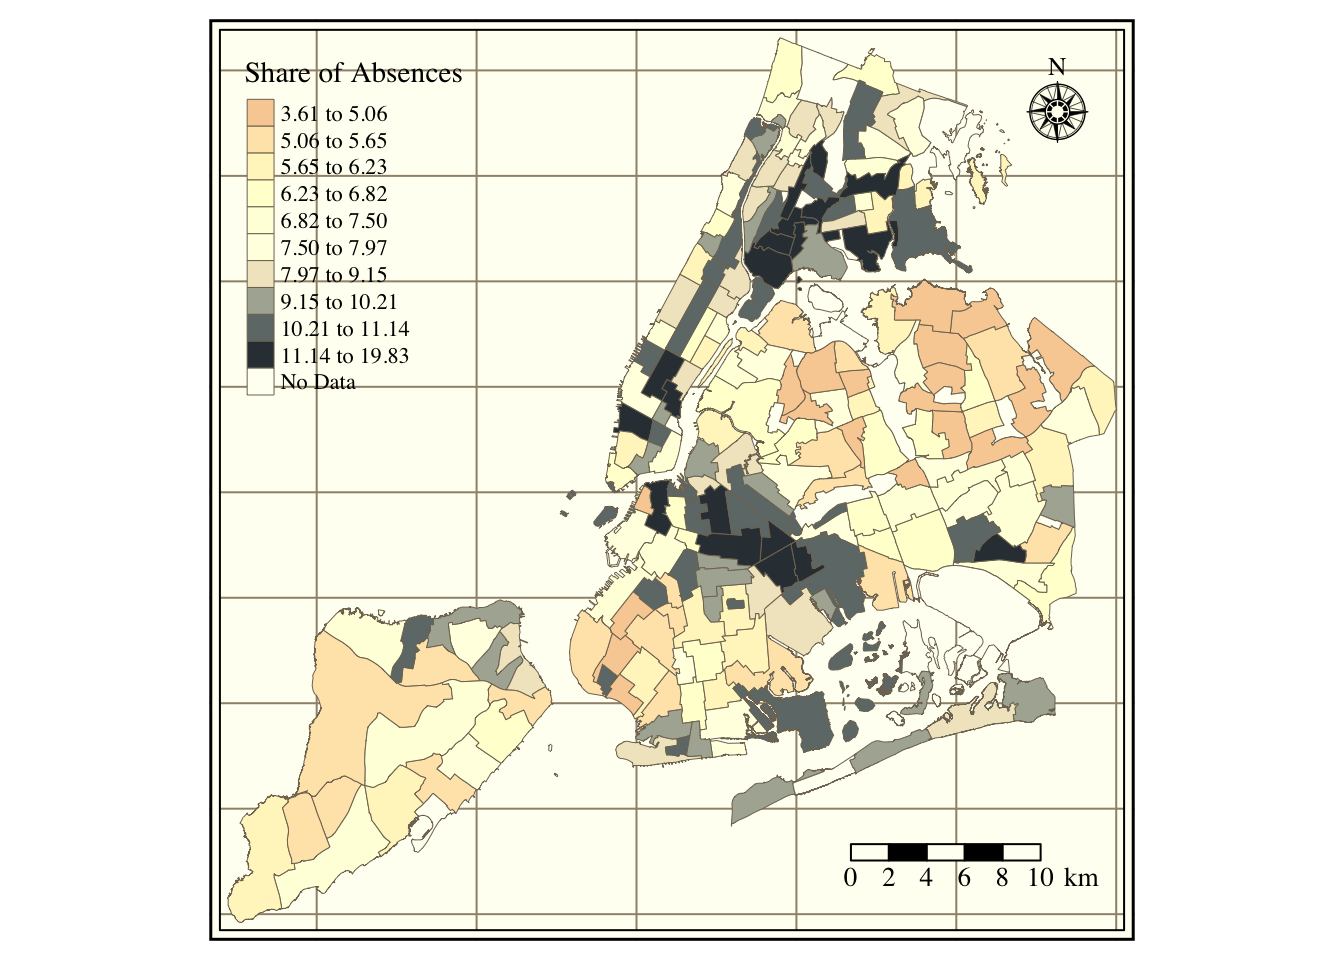 Share of Absences
3.61 to 5.06
5.06 to 5.65
5.65 to 6.23
6.23 to 6.82
6.82 to 7.50
7.50 to 7.97
7.97 to 9.15
9.15 to 10.21
10.21 to 11.14
11.14 to 19.83
No Data
N
0 2 4 6 8 10 km